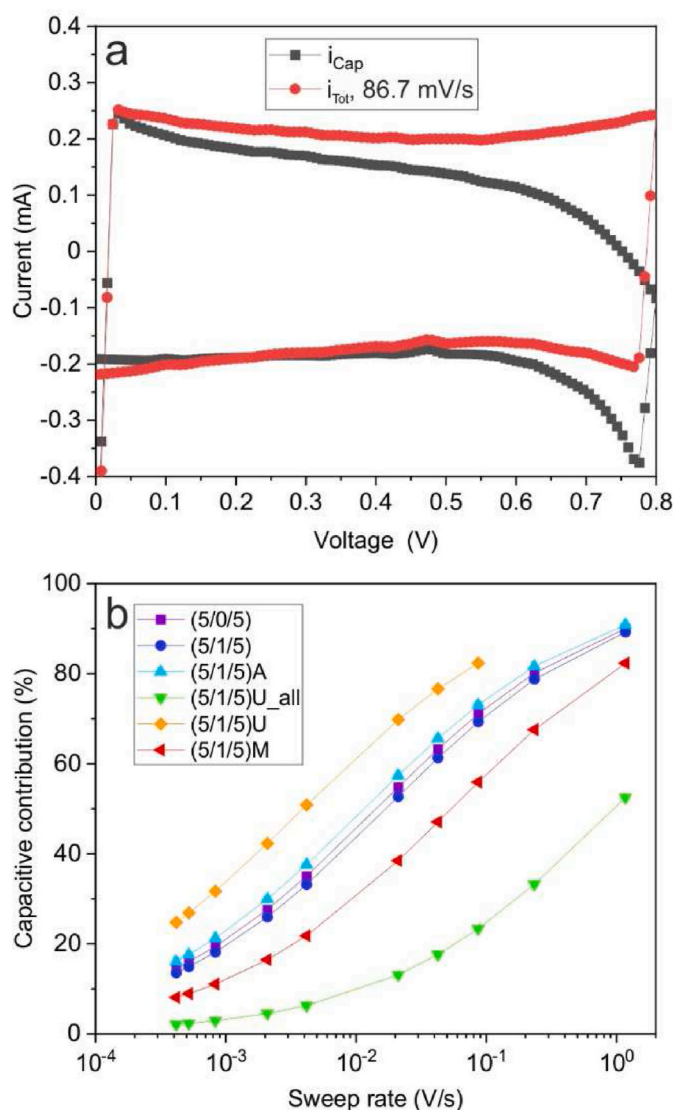 a
i_Cap
i_Tot, 86.7 mV/s
0.4
0.3
0.2
0.1
0
-0.1
-0.2
-0.3
-0.4
Current (mA)
0 0.1 0.2 0.3 0.4 0.5 0.6 0.7 0.8
Voltage (V)
b
(5/0/5)
(5/1/5)
(5/1/5)A
(5/1/5)U_all
(5/1/5)U
(5/1/5)M
100
80
60
40
20
0
Capacitive contribution (%)
10⁻⁴ 10⁻³ 10⁻² 10⁻¹ 10⁰
Sweep rate (V/s)